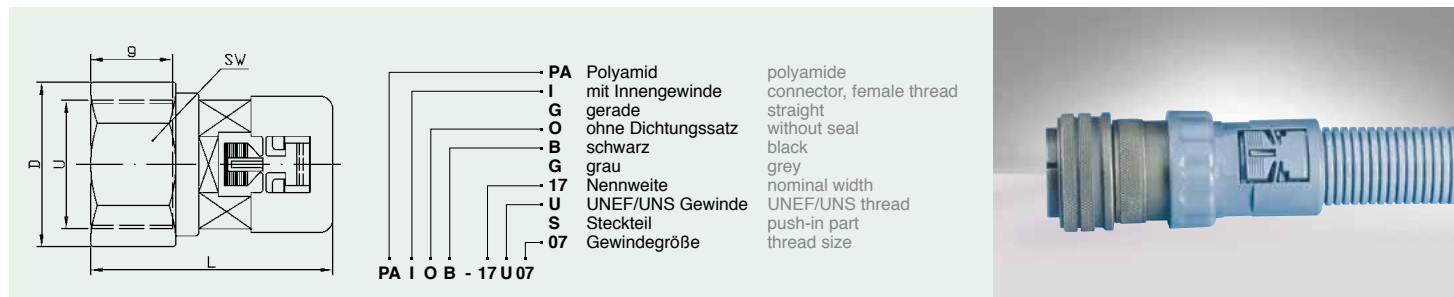 g
SW
D
U
L
PA Polyamid polyamide
I mit Innengewinde connector, female thread
G gerade straight
O ohne Dichtungssatz without seal
B schwarz black
G grau grey
17 Nennweite nominal width
U UNEF/UNS Gewinde UNEF/UNS thread
S Steckteil push-in part
07 Gewindegröße thread size
PA I O B - 17 U 07